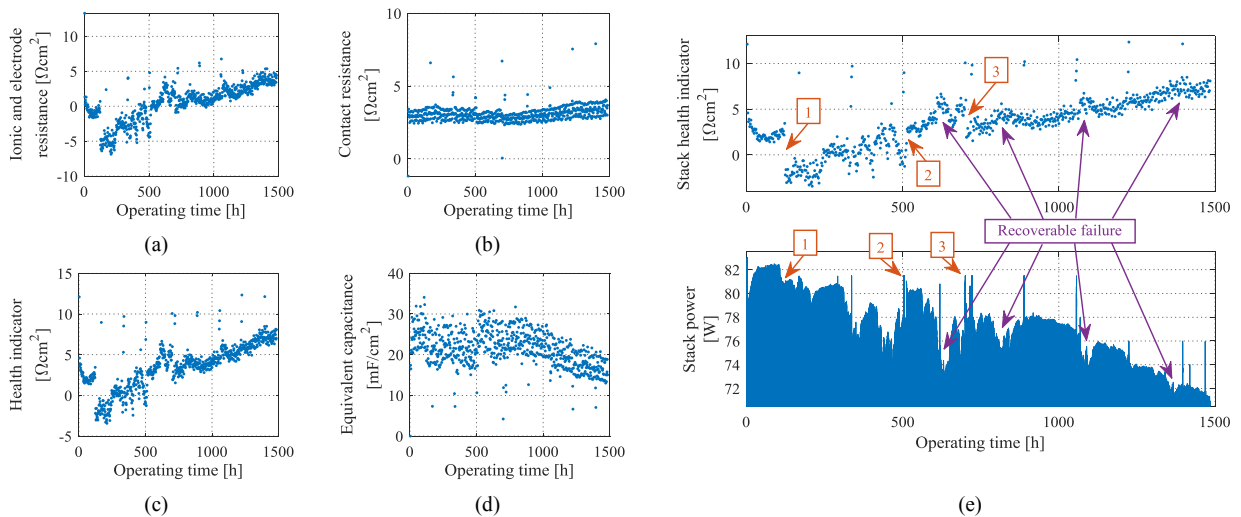 Ionic and electrode
resistance [Ωcm²]
10
5
0
-5
-10
0
500
1000
1500
Operating time [h]
(a)
Contact resistance
[Ωcm²]
10
5
0
0
500
1000
1500
Operating time [h]
(b)
Health indicator
[Ωcm²]
15
10
5
0
-5
0
500
1000
1500
Operating time [h]
(c)
Equivalent capacitance
[mF/cm²]
40
30
20
10
0
0
500
1000
1500
Operating time [h]
(d)
Stack health indicator
[Ωcm²]
10
5
0
1
2
3
0
500
1000
1500
Recoverable failure
Stack power
[W]
82
80
78
76
74
72
1
2
3
0
500
1000
1500
Operating time [h]
(e)